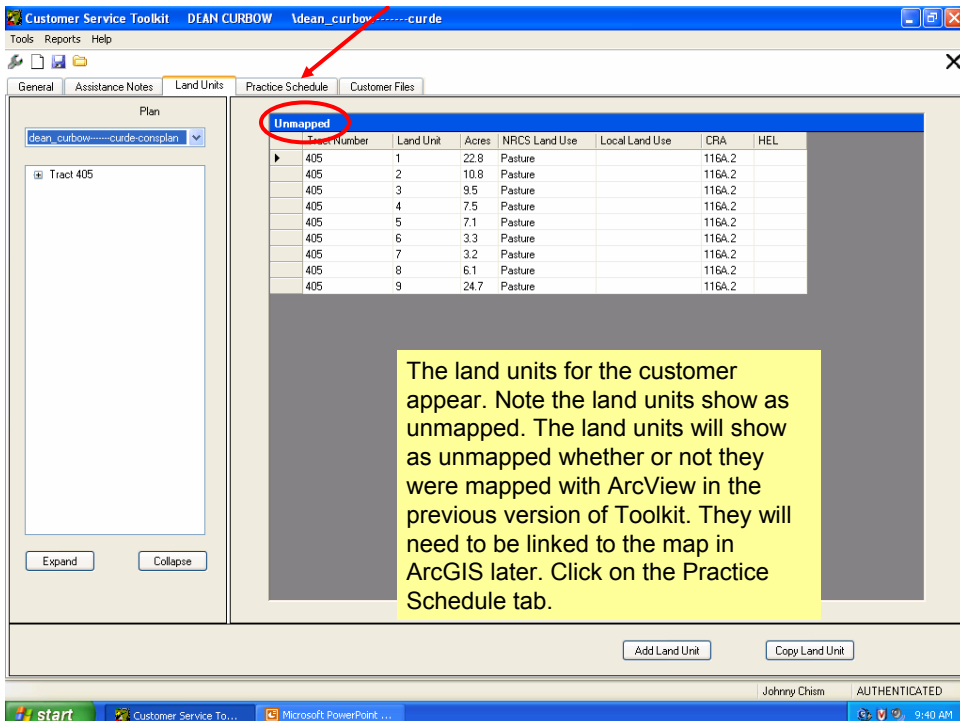 Customer Service Toolkit DEAN CURBOW \dean_curbow-------curde
Tools Reports Help
General Assistance Notes Land Units Practice Schedule Customer Files
Plan
dean_curbow-------curde-consplan
Tract 405
Expand Collapse
Unmapped
Tract Number Land Unit Acres NRCS Land Use Local Land Use CRA HEL
405 1 22.8 Pasture 116A.2
405 2 10.8 Pasture 116A.2
405 3 9.5 Pasture 116A.2
405 4 7.5 Pasture 116A.2
405 5 7.1 Pasture 116A.2
405 6 3.3 Pasture 116A.2
405 7 3.2 Pasture 116A.2
405 8 6.1 Pasture 116A.2
405 9 24.7 Pasture 116A.2
The land units for the customer
appear. Note the land units show as
unmapped. The land units will show
as unmapped whether or not they
were mapped with ArcView in the
previous version of Toolkit. They will
need to be linked to the map in
ArcGIS later. Click on the Practice
Schedule tab.
Add Land Unit Copy Land Unit
Johnny Chism AUTHENTICATED
start Customer Service To... Microsoft PowerPoint ... 9:40 AM